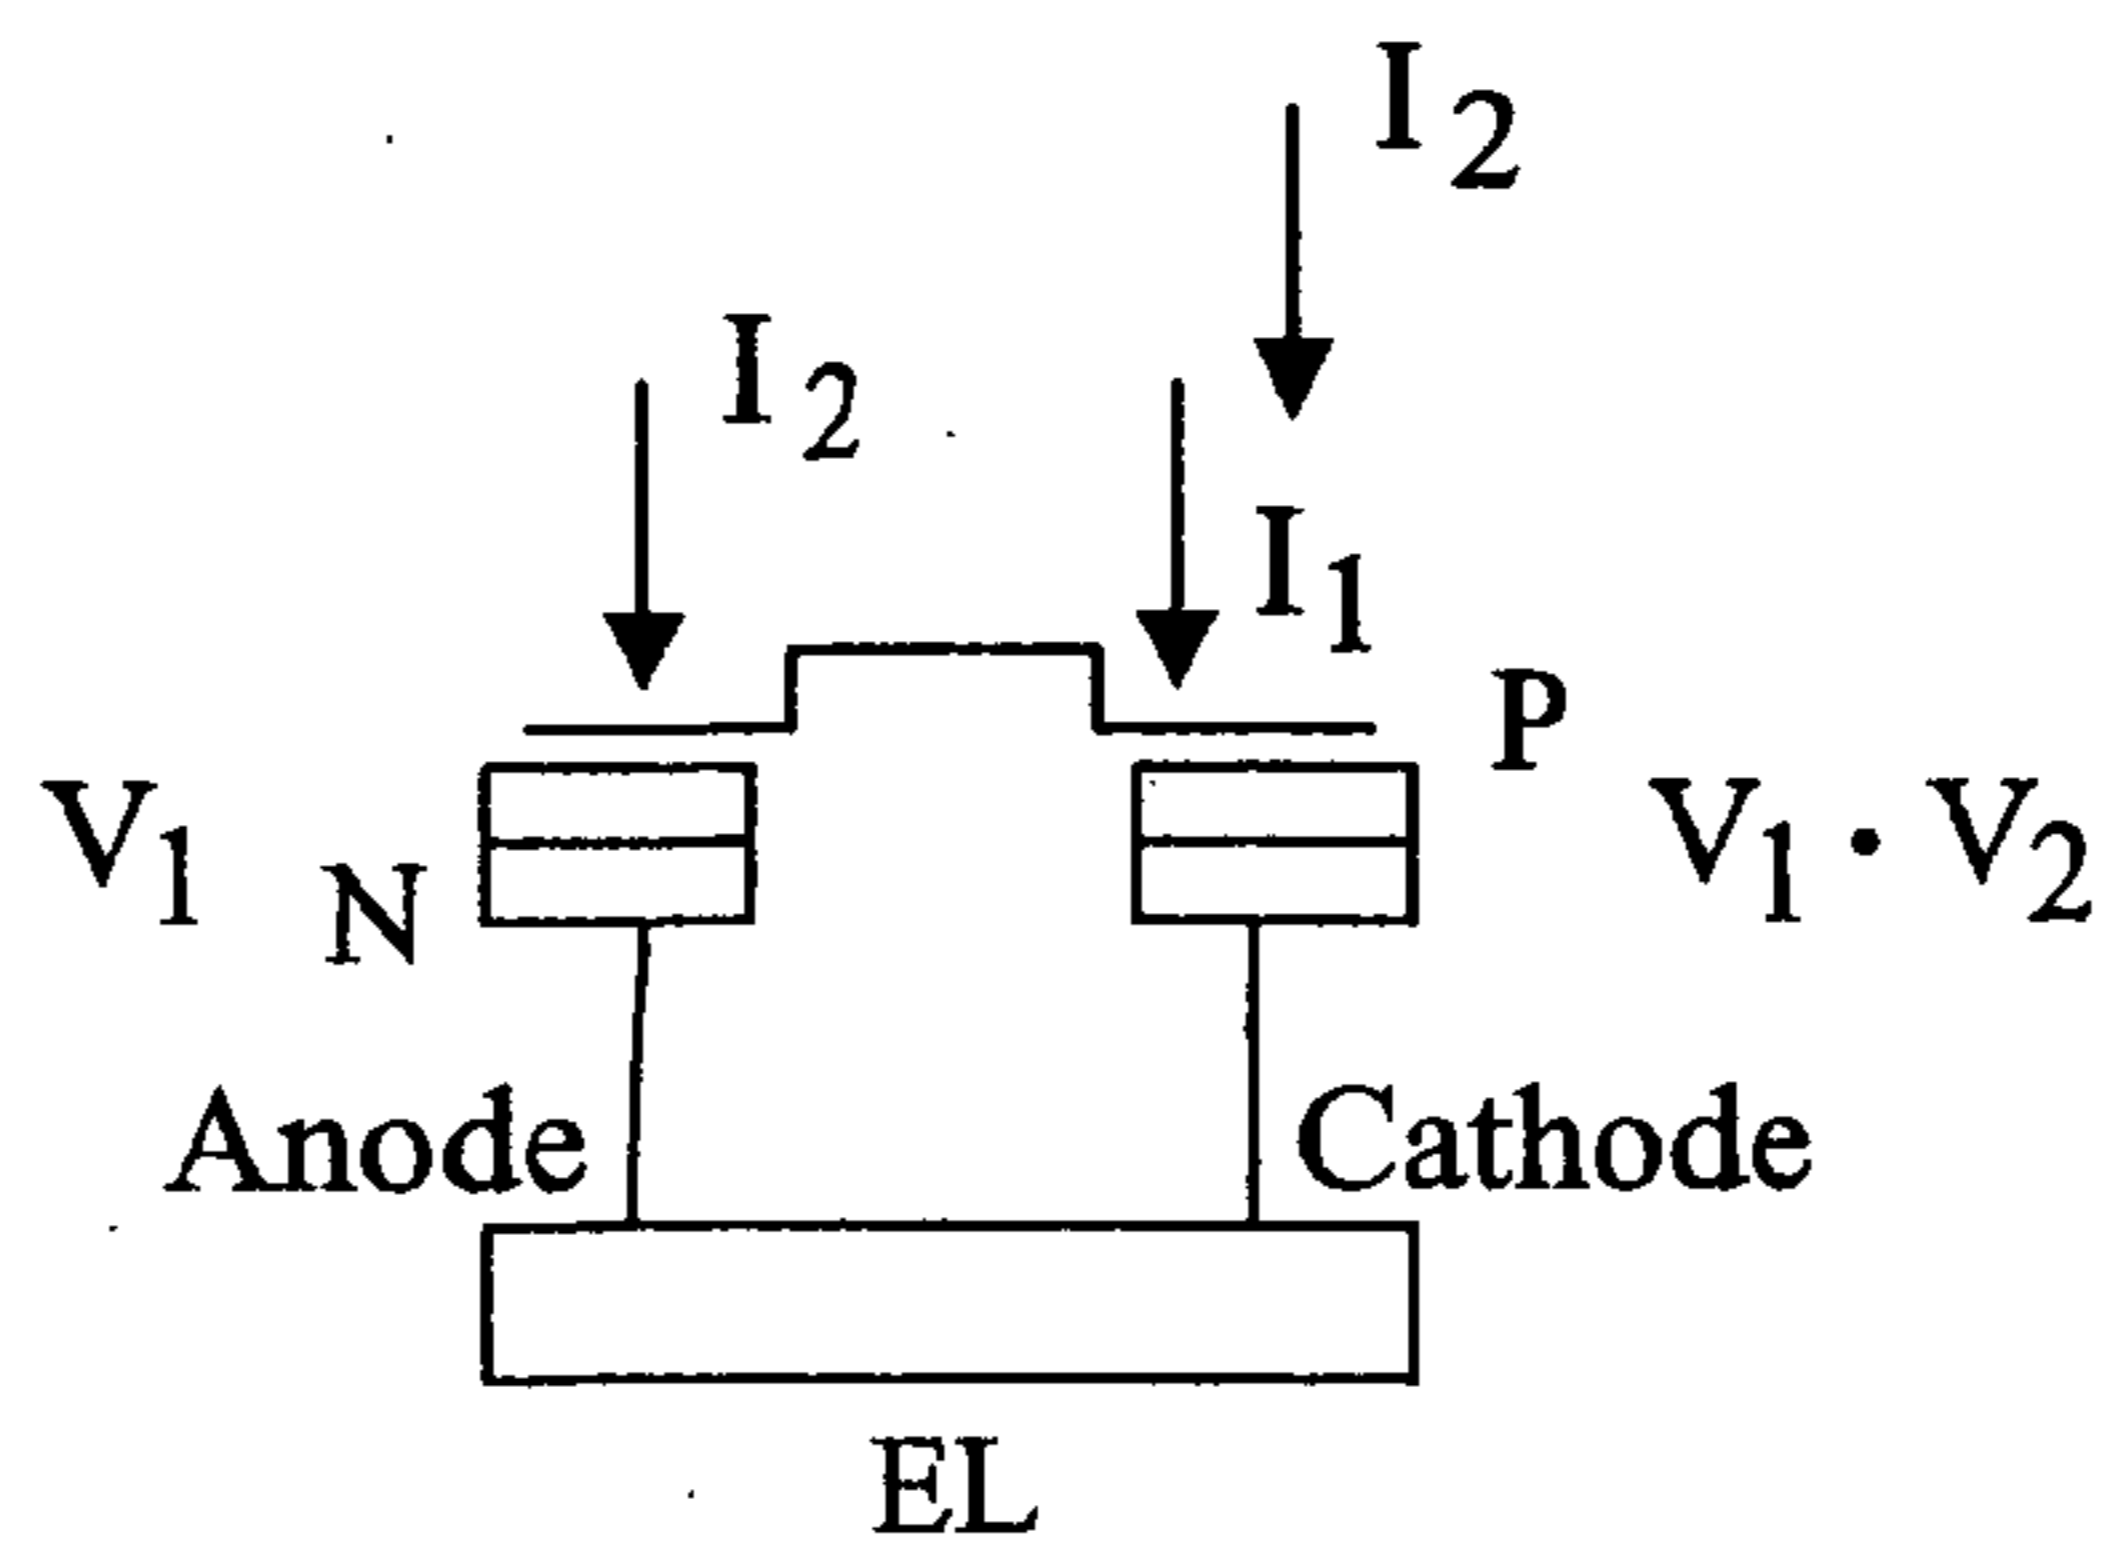 I2
I2
I1
P
V1
V1 · V2
N
Anode
Cathode
EL